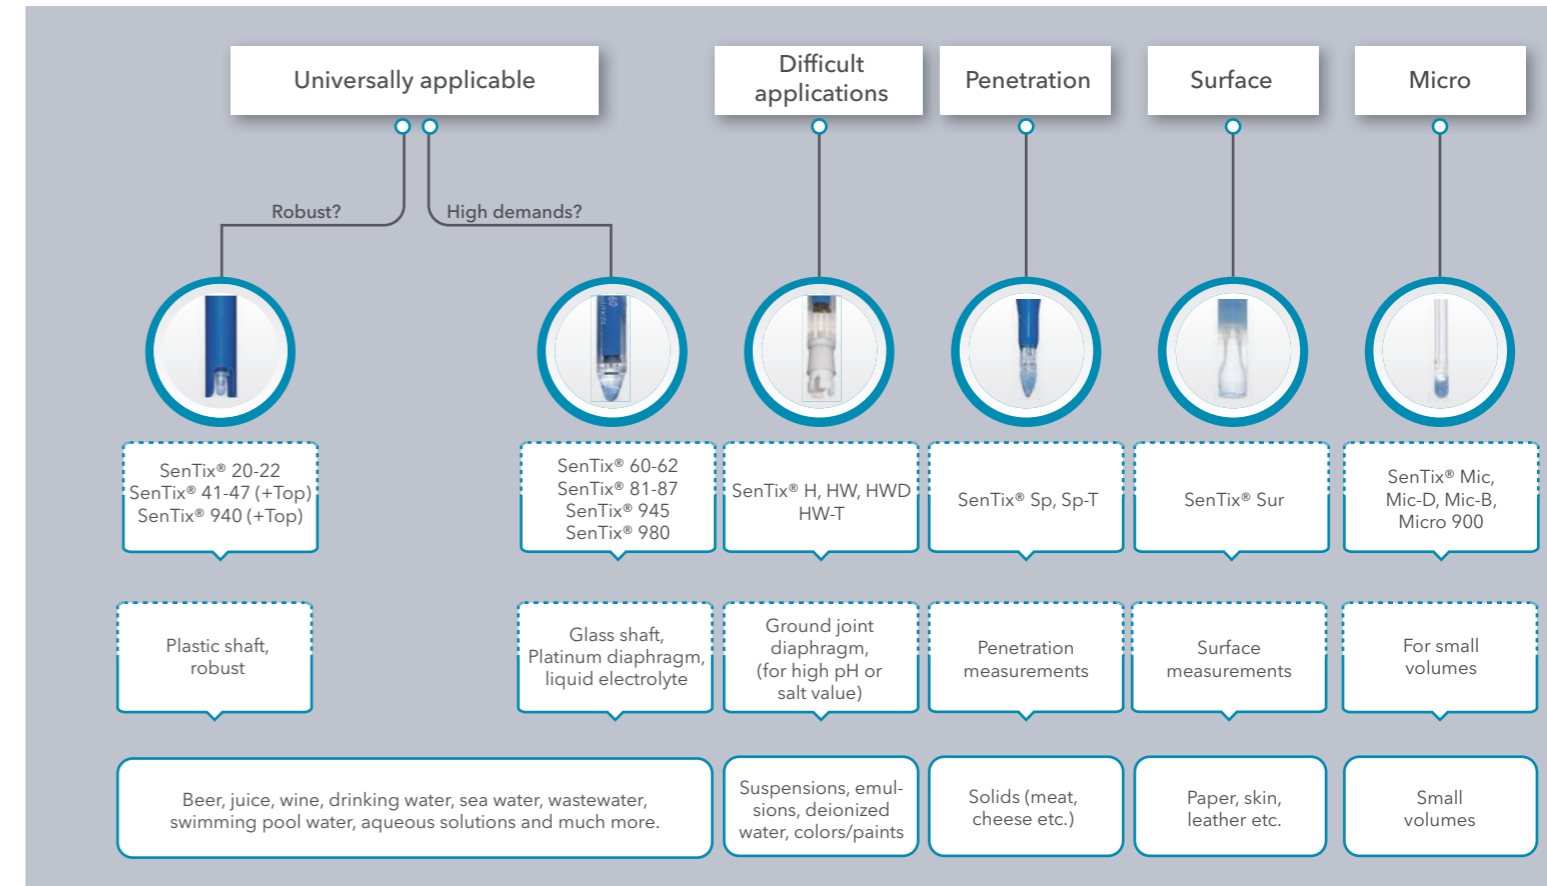 Universally applicable
Difficult
applications
Penetration
Surface
Micro
Robust?
High demands?
60
SenTix® 20-22
SenTix® 41-47 (+Top)
SenTix® 940 (+Top)
SenTix® 60-62
SenTix® 81-87
SenTix® 945
SenTix® 980
SenTix® H, HW, HWD
HW-T
SenTix® Sp, Sp-T
SenTix® Sur
SenTix® Mic,
Mic-D, Mic-B,
Micro 900
Plastic shaft,
robust
Glass shaft,
Platinum diaphragm,
liquid electrolyte
Ground joint
diaphragm,
(for high pH or
salt value)
Penetration
measurements
Surface
measurements
For small
volumes
Beer, juice, wine, drinking water, sea water, wastewater,
swimming pool water, aqueous solutions and much more.
Suspensions, emul-
sions, deionized
water, colors/paints
Solids (meat,
cheese etc.)
Paper, skin,
leather etc.
Small
volumes